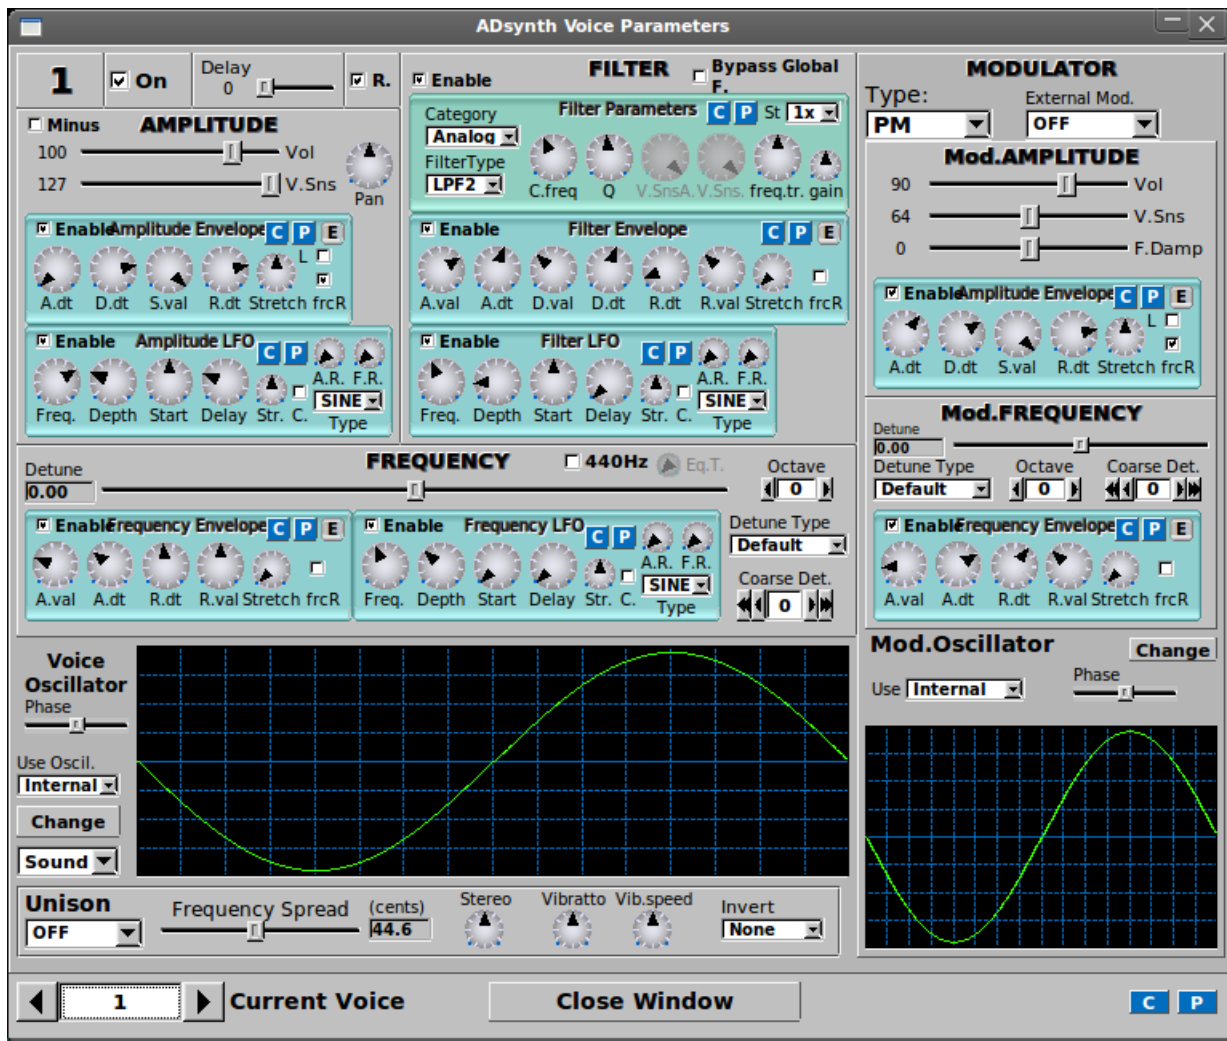 ADsynth Voice Parameters
1 On Delay 0 R.
Minus AMPLITUDE
100 Vol
127 V.Sns
Pan
Enable Amplitude Envelope C P E
L
A.dt D.dt S.val R.dt Stretch frcR
Enable Amplitude LFO C P
A.R. F.R.
SINE
Freq. Depth Start Delay Str. C. Type
Enable FILTER Bypass Global F.
Category Filter Parameters C P St 1x
Analog
FilterType
LPF2
C.freq Q V.SnsA. V.Sns. freq.tr. gain
Enable Filter Envelope C P E
A.val A.dt D.val D.dt R.dt R.val Stretch frcR
Enable Filter LFO C P
A.R. F.R.
SINE
Freq. Depth Start Delay Str. C. Type
FREQUENCY 440Hz Eq.T.
Detune
0.00
Octave
0
Enable Frequency Envelope C P E
A.val A.dt R.dt R.val Stretch frcR
Enable Frequency LFO C P
A.R. F.R.
SINE
Freq. Depth Start Delay Str. C. Type
Detune Type
Default
Coarse Det.
0
MODULATOR
Type: External Mod.
PM OFF
Mod.AMPLITUDE
90 Vol
64 V.Sns
0 F.Damp
Enable Amplitude Envelope C P E
L
A.dt D.dt S.val R.dt Stretch frcR
Mod.FREQUENCY
Detune
0.00
Detune Type Octave Coarse Det.
Default 0 0
Enable Frequency Envelope C P E
A.val A.dt R.dt R.val Stretch frcR
Voice
Oscillator
Phase
Use Oscil.
Internal
Change
Sound
Mod.Oscillator Change
Use Internal Phase
Unison
OFF
Frequency Spread (cents)
44.6
Stereo Vibratto Vib.speed
Invert
None
1 Current Voice Close Window C P